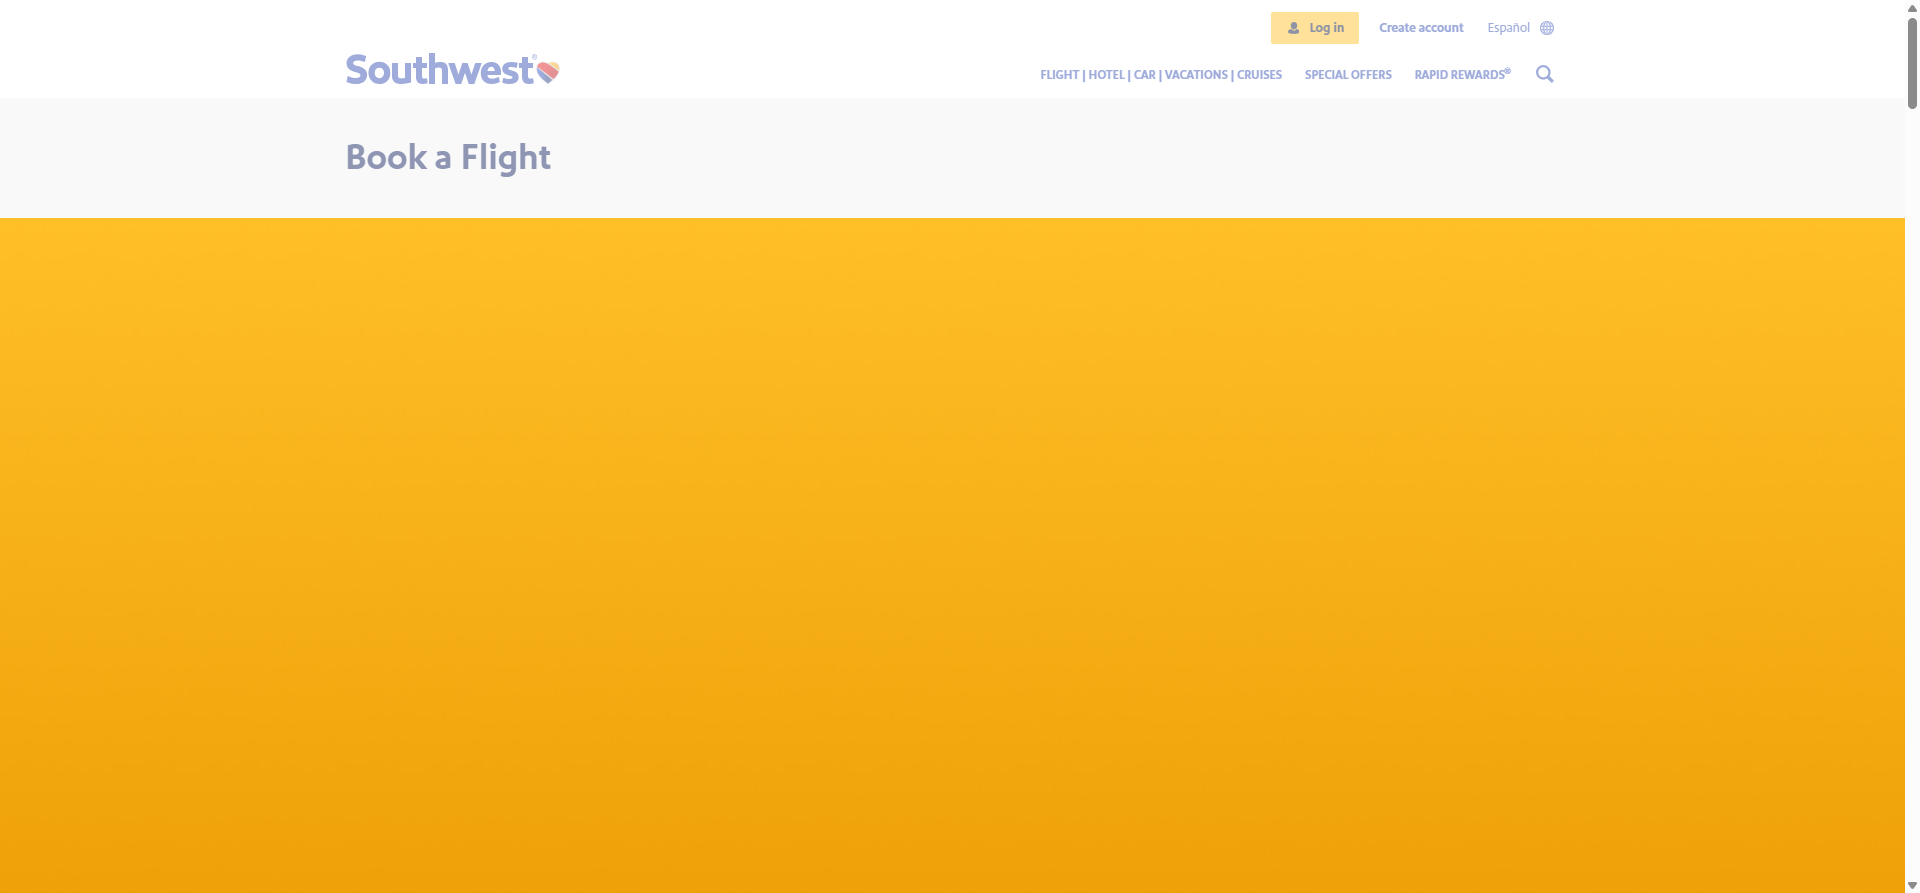 Log in
Create account
Español
Southwest®
FLIGHT | HOTEL | CAR | VACATIONS | CRUISES
SPECIAL OFFERS
RAPID REWARDS®
Book a Flight